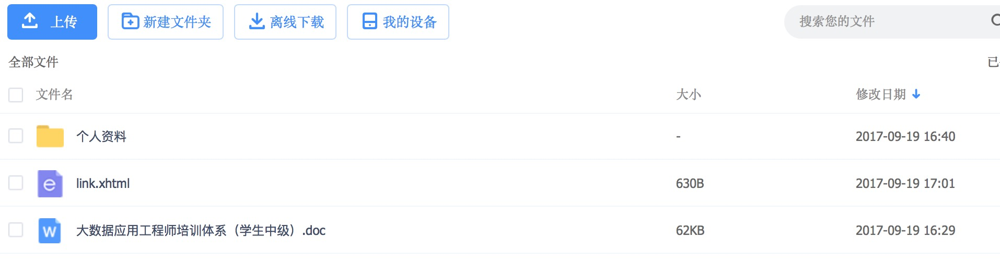 上传 新建文件夹 离线下载 我的设备 搜索您的文件
全部文件 已
文件名 大小 修改日期
个人资料 - 2017-09-19 16:40
link.xhtml 630B 2017-09-19 17:01
大数据应用工程师培训体系（学生中级）.doc 62KB 2017-09-19 16:29